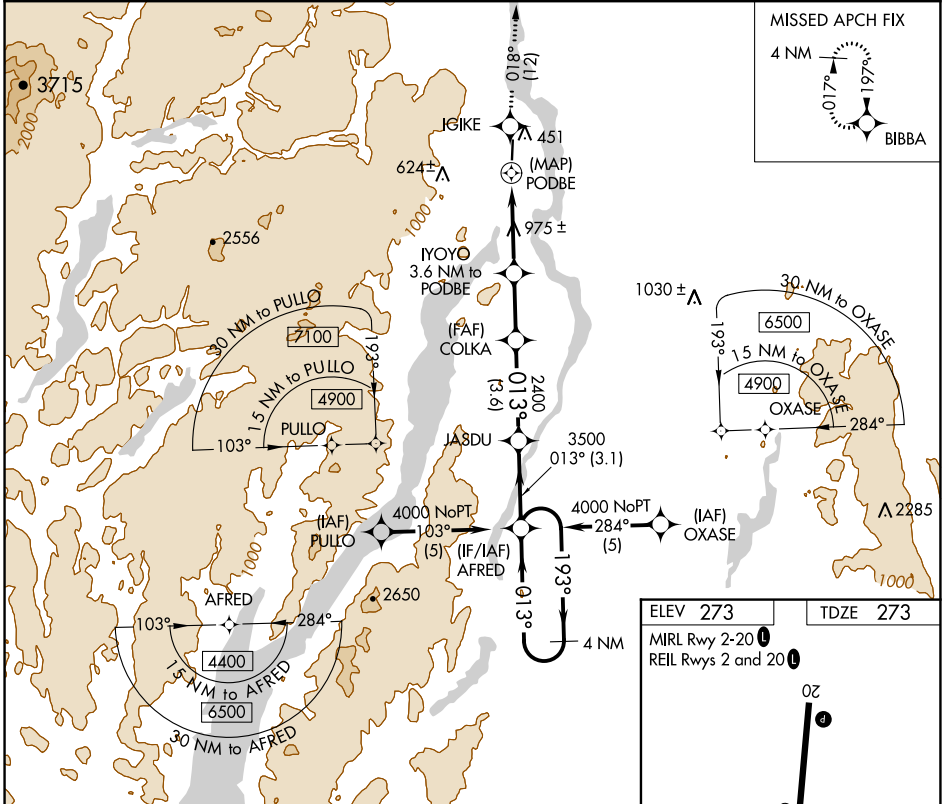 MISSED APCH FIX
4 NM
017°
197°
BIBBA
018°
(12)
3715
2000
IGIKE
451
(MAP)
PODBE
624±
1000
2556
975 ±
IYOYO
3.6 NM to
PODBE
30 NM to PULLO
7100
193°
15 NM to PULLO
4900
PULLO
103°
(FAF)
COLKA
2400
013°
(3.6)
JASDU
3500
013° (3.1)
1030 ±
30 NM to OXASE
6500
193°
15 NM to OXASE
4900
OXASE
284°
2285
1000
(IAF)
PULLO
4000 NoPT
103°
(5)
(IF/IAF)
AFRED
4000 NoPT
284°
(5)
(IAF)
OXASE
193°
013°
4 NM
1000
2650
AFRED
103°
284°
4400
15 NM to AFRED
6500
30 NM to AFRED
ELEV 273
TDZE 273
MIRL Rwy 2-20 L
REIL Rwys 2 and 20 L
20
P